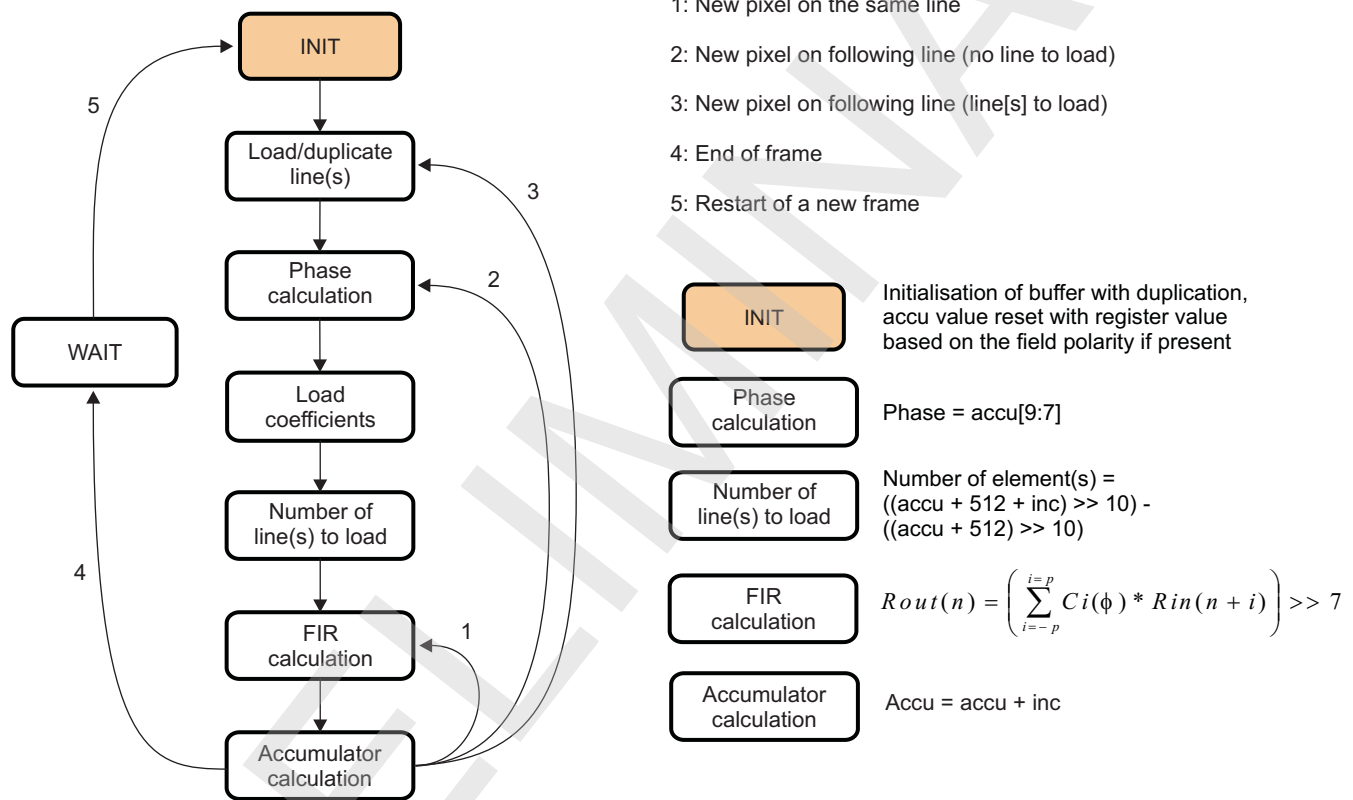 INIT
5
Load/duplicate
line(s)
3
Phase
calculation
2
WAIT
Load
coefficients
Number of
line(s) to load
4
FIR
calculation
1
Accumulator
calculation
1: New pixel on the same line
2: New pixel on following line (no line to load)
3: New pixel on following line (line[s] to load)
4: End of frame
5: Restart of a new frame
INIT
Initialisation of buffer with duplication,
accu value reset with register value
based on the field polarity if present
Phase
calculation
Phase = accu[9:7]
Number of
line(s) to load
Number of element(s) =
((accu + 512 + inc) >> 10) -
((accu + 512) >> 10)
FIR
calculation
Rout(n) = ( i=p ∑ i=-p Ci(ϕ) * Rin(n + i) ) >> 7
Accumulator
calculation
Accu = accu + inc
ELIMINA